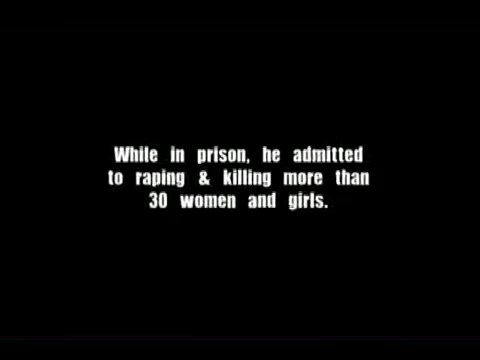 While in prison, he admitted
to raping & killing more than
30 women and girls.